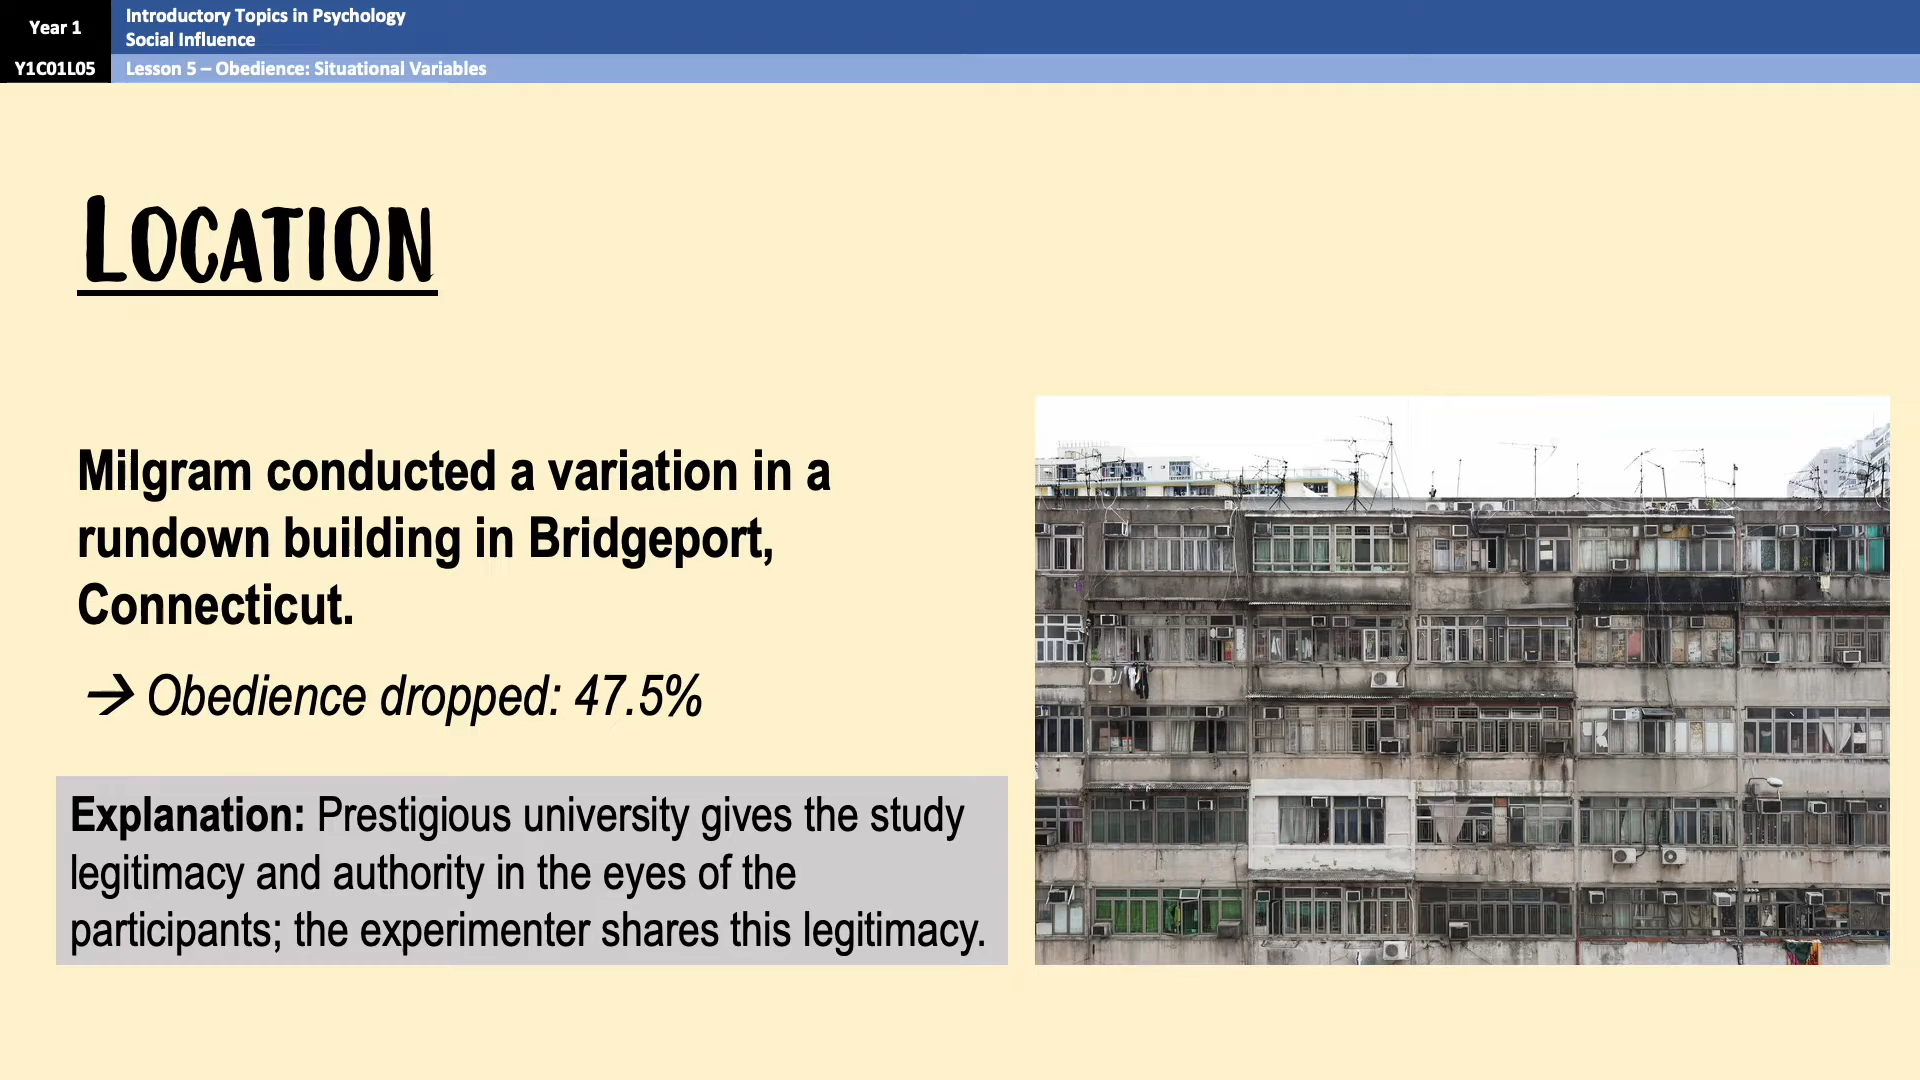 Year 1
Introductory Topics in Psychology
Social Influence
Y1C01L05
Lesson 5 – Obedience: Situational Variables
LOCATION
Milgram conducted a variation in a
rundown building in Bridgeport,
Connecticut.
→ Obedience dropped: 47.5%
Explanation: Prestigious university gives the study
legitimacy and authority in the eyes of the
participants; the experimenter shares this legitimacy.